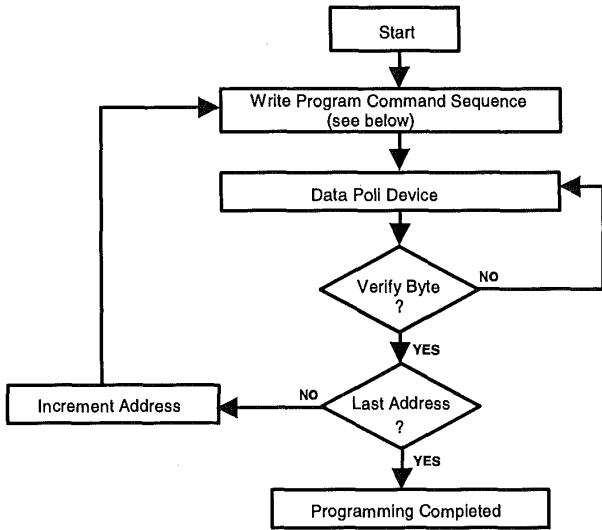 Start
Write Program Command Sequence
(see below)
Data Poli Device
Verify Byte
?
NO
YES
Increment Address
NO
Last Address
?
YES
Programming Completed